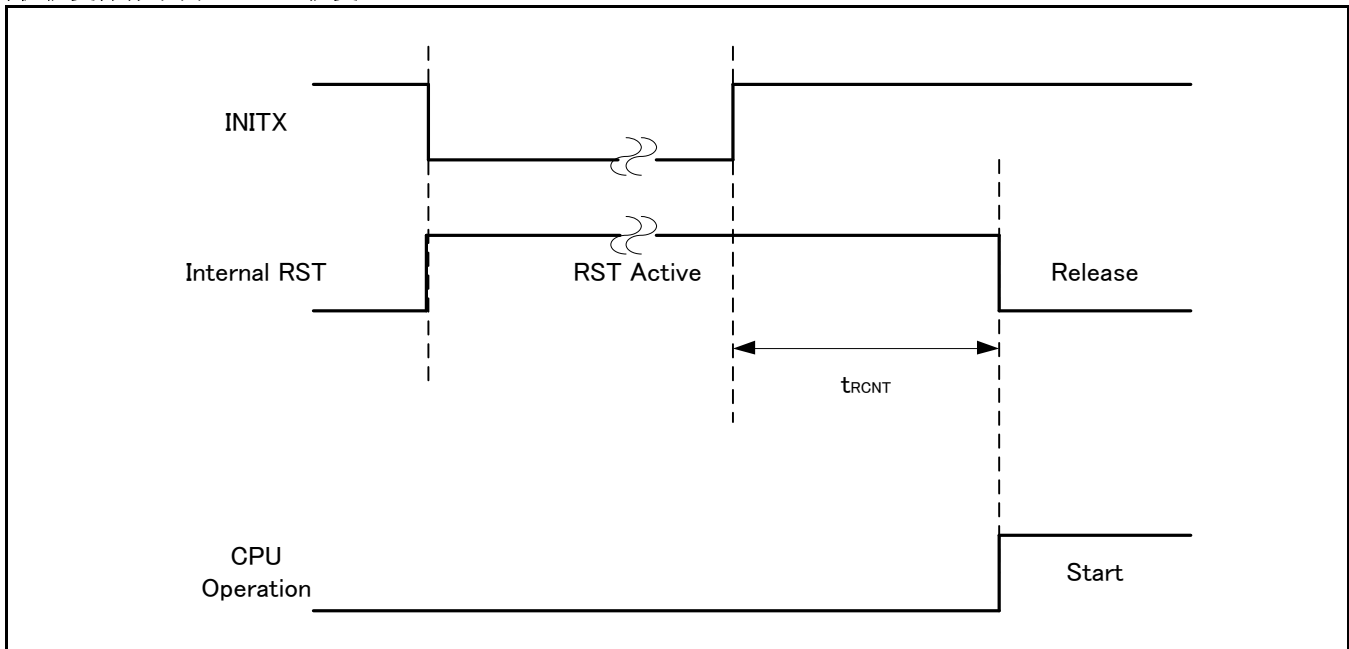 INITX
Internal RST
RST Active
Release
tRCNT
CPU
Operation
Start